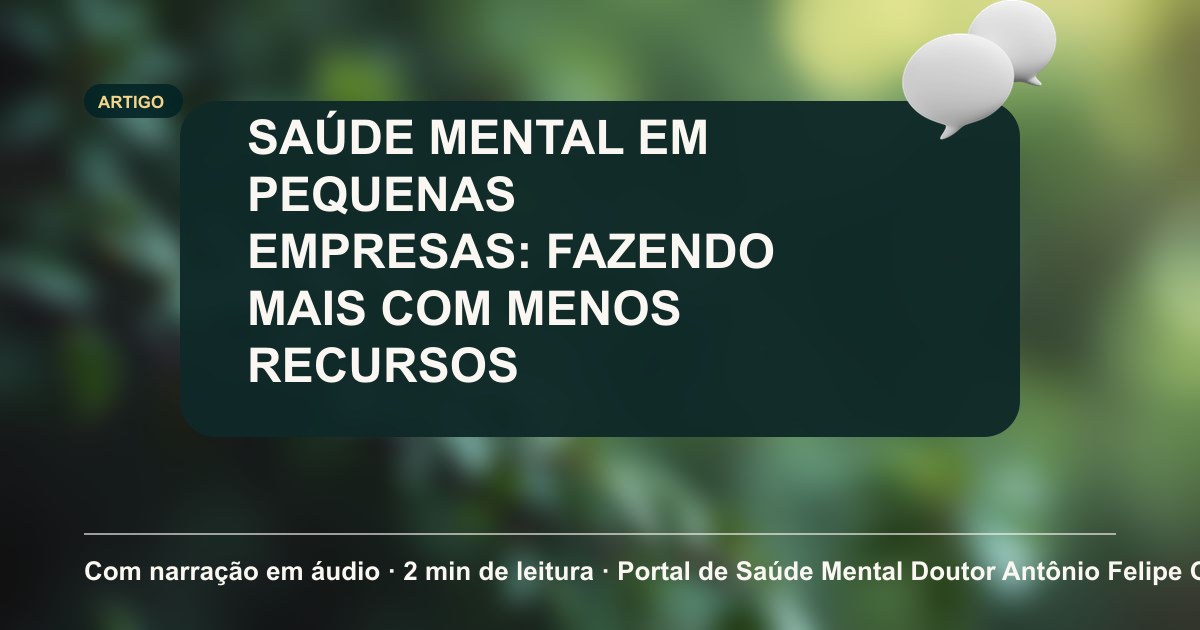 ARTIGO
SAÚDE MENTAL EM
PEQUENAS
EMPRESAS: FAZENDO
MAIS COM MENOS
RECURSOS
Com narração em áudio · 2 min de leitura · Portal de Saúde Mental Doutor Antônio Felipe